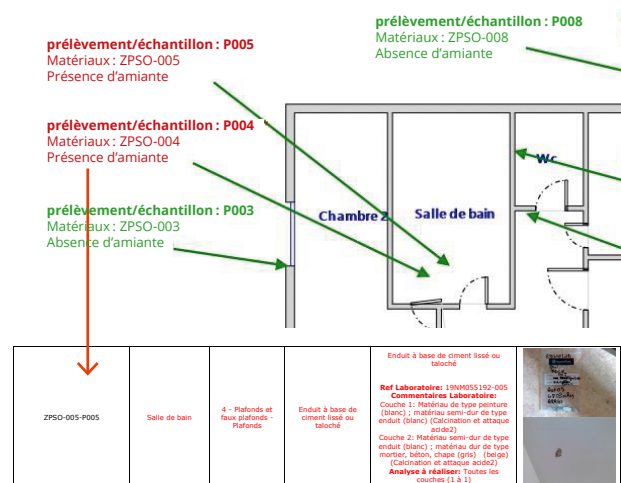 prélèvement/échantillon : P008
Matériaux : ZPSO-008
Absence d'amiante
prélèvement/échantillon : P005
Matériaux : ZPSO-005
Présence d'amiante
prélèvement/échantillon : P004
Matériaux : ZPSO-004
Présence d'amiante
prélèvement/échantillon : P003
Matériaux : ZPSO-003
Absence d'amiante
Chambre 2
Salle de bain
Wc
ZPSO-005-P005
Salle de bain
4 - Plafonds et
faux plafonds -
Plafonds
Enduit à base de
ciment lissé ou
taloché
Enduit à base de ciment lissé ou
taloché
Ref Laboratoire: 19NM055192-005
Commentaires Laboratoire:
Couche 1: Matériau de type peinture
(blanc) ; matériau semi-dur de type
enduit (blanc) (Calcination et attaque
acide2)
Couche 2: Matériau semi-dur de type
enduit (blanc) ; matériau dur de type
mortier, béton, chape (gris) (beige)
(Calcination et attaque acide2)
Analyse à réaliser: Toutes les
couches (1 à 1)